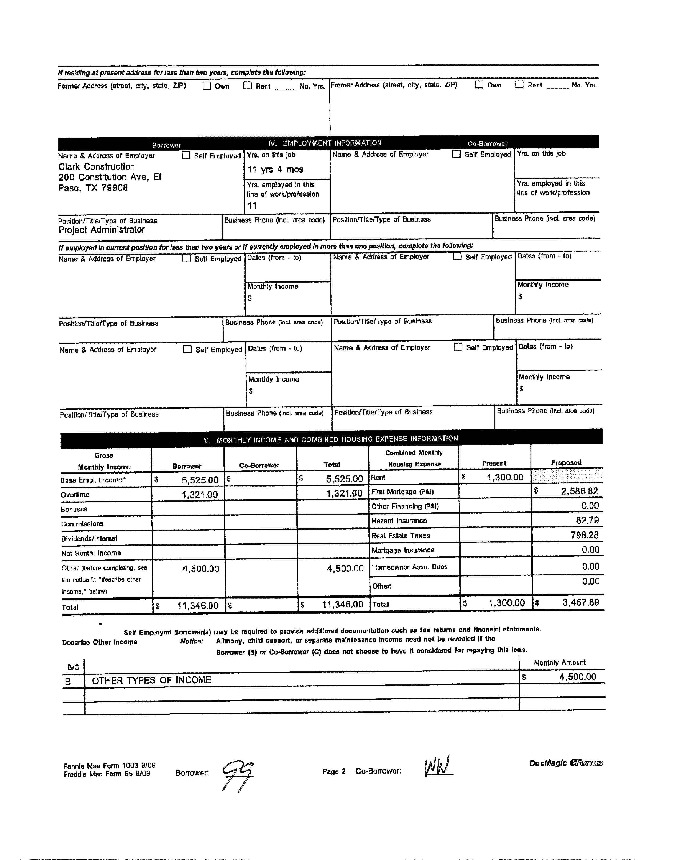 If residing at present address for less than two years, complete the following:
Former Address (street, city, state, ZIP) Own Rent ____ No. Yrs. Former Address (street, city, state, ZIP) Own Rent ____ No. Yrs.
Borrower IV. EMPLOYMENT INFORMATION Co-Borrower
Name & Address of Employer Self Employed Yrs. on this job Name & Address of Employer Self Employed Yrs. on this job
Clark Construction 11 yrs 4 mos
200 Constitution Ave, El
Paso, TX 79908
Yrs. employed in this line of work/profession Yrs. employed in this line of work/profession
11
Position/Title/Type of Business Business Phone (incl. area code) Position/Title/Type of Business Business Phone (incl. area code)
Project Administrator
If employed in current position for less than two years or if currently employed in more than one position, complete the following:
Name & Address of Employer Self Employed Dates (from - to) Name & Address of Employer Self Employed Dates (from - to)
Monthly Income Monthly Income
$ $
Position/Title/Type of Business Business Phone (incl. area code) Position/Title/Type of Business Business Phone (incl. area code)
Name & Address of Employer Self Employed Dates (from - to) Name & Address of Employer Self Employed Dates (from - to)
Monthly Income Monthly Income
$ $
Position/Title/Type of Business Business Phone (incl. area code) Position/Title/Type of Business Business Phone (incl. area code)
V. MONTHLY INCOME AND COMBINED HOUSING EXPENSE INFORMATION
Gross Monthly Income Borrower Co-Borrower Total Combined Monthly Housing Expense Present Proposed
Base Empl. Income* $ 5,525.00 $ $ 5,525.00 Rent $ 1,300.00
Overtime 1,321.00 1,321.00 First Mortgage (P&I) $ 2,586.82
Bonuses Other Financing (P&I) 0.00
Commissions Hazard Insurance 82.79
Dividends/Interest Real Estate Taxes 798.28
Net Rental Income Mortgage Insurance 0.00
Other (before completing, see the notice in "describe other income," below) 4,500.00 4,500.00 Homeowner Assn. Dues 0.00
Other: 0.00
Total $ 11,346.00 $ $ 11,346.00 Total $ 1,300.00 $ 3,467.89
* Self Employed Borrower(s) may be required to provide additional documentation such as tax returns and financial statements.
Describe Other Income Notice: Alimony, child support, or separate maintenance income need not be revealed if the
Borrower (B) or Co-Borrower (C) does not choose to have it considered for repaying this loan.
B/C Monthly Amount
B OTHER TYPES OF INCOME $ 4,500.00
Fannie Mae Form 1003 6/09
Freddie Mac Form 65 6/09 Borrower: Page 2 Co-Borrower: WW DocMagic eForms